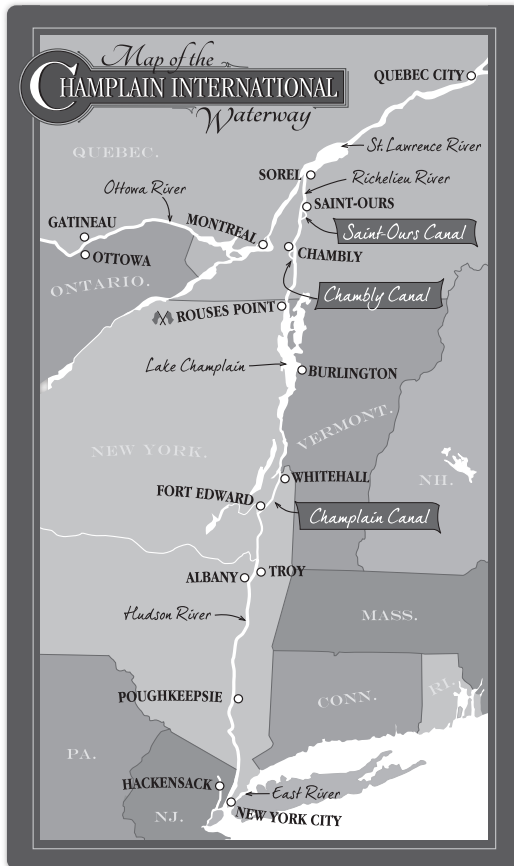 Map of the
CHAMPLAIN INTERNATIONAL
Waterway
QUEBEC CITY
St. Lawrence River
QUEBEC.
SOREL
Richelieu River
Ottowa River
SAINT-OURS
GATINEAU
MONTREAL
Saint-Ours Canal
OTTOWA
CHAMBLY
ONTARIO.
Chambly Canal
ROUSES POINT
Lake Champlain
BURLINGTON
VERMONT.
NEW YORK.
WHITEHALL
NH.
FORT EDWARD
Champlain Canal
ALBANY
TROY
Hudson River
MASS.
POUGHKEEPSIE
CONN.
RI.
PA.
HACKENSACK
East River
NJ.
NEW YORK CITY